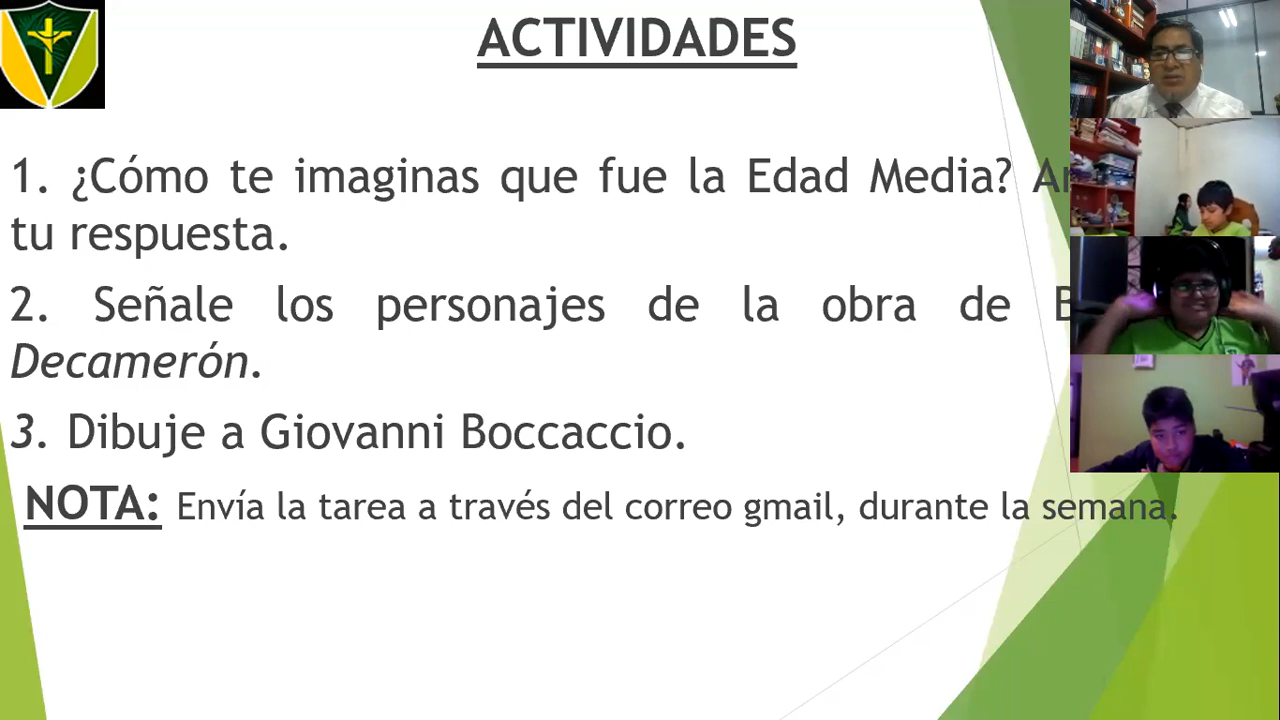 ACTIVIDADES
1. ¿Cómo te imaginas que fue la Edad Media?
tu respuesta.
2. Señale los personajes de la obra de
Decamerón.
3. Dibuje a Giovanni Boccaccio.
NOTA: Envía la tarea a través del correo gmail, durante la semana.